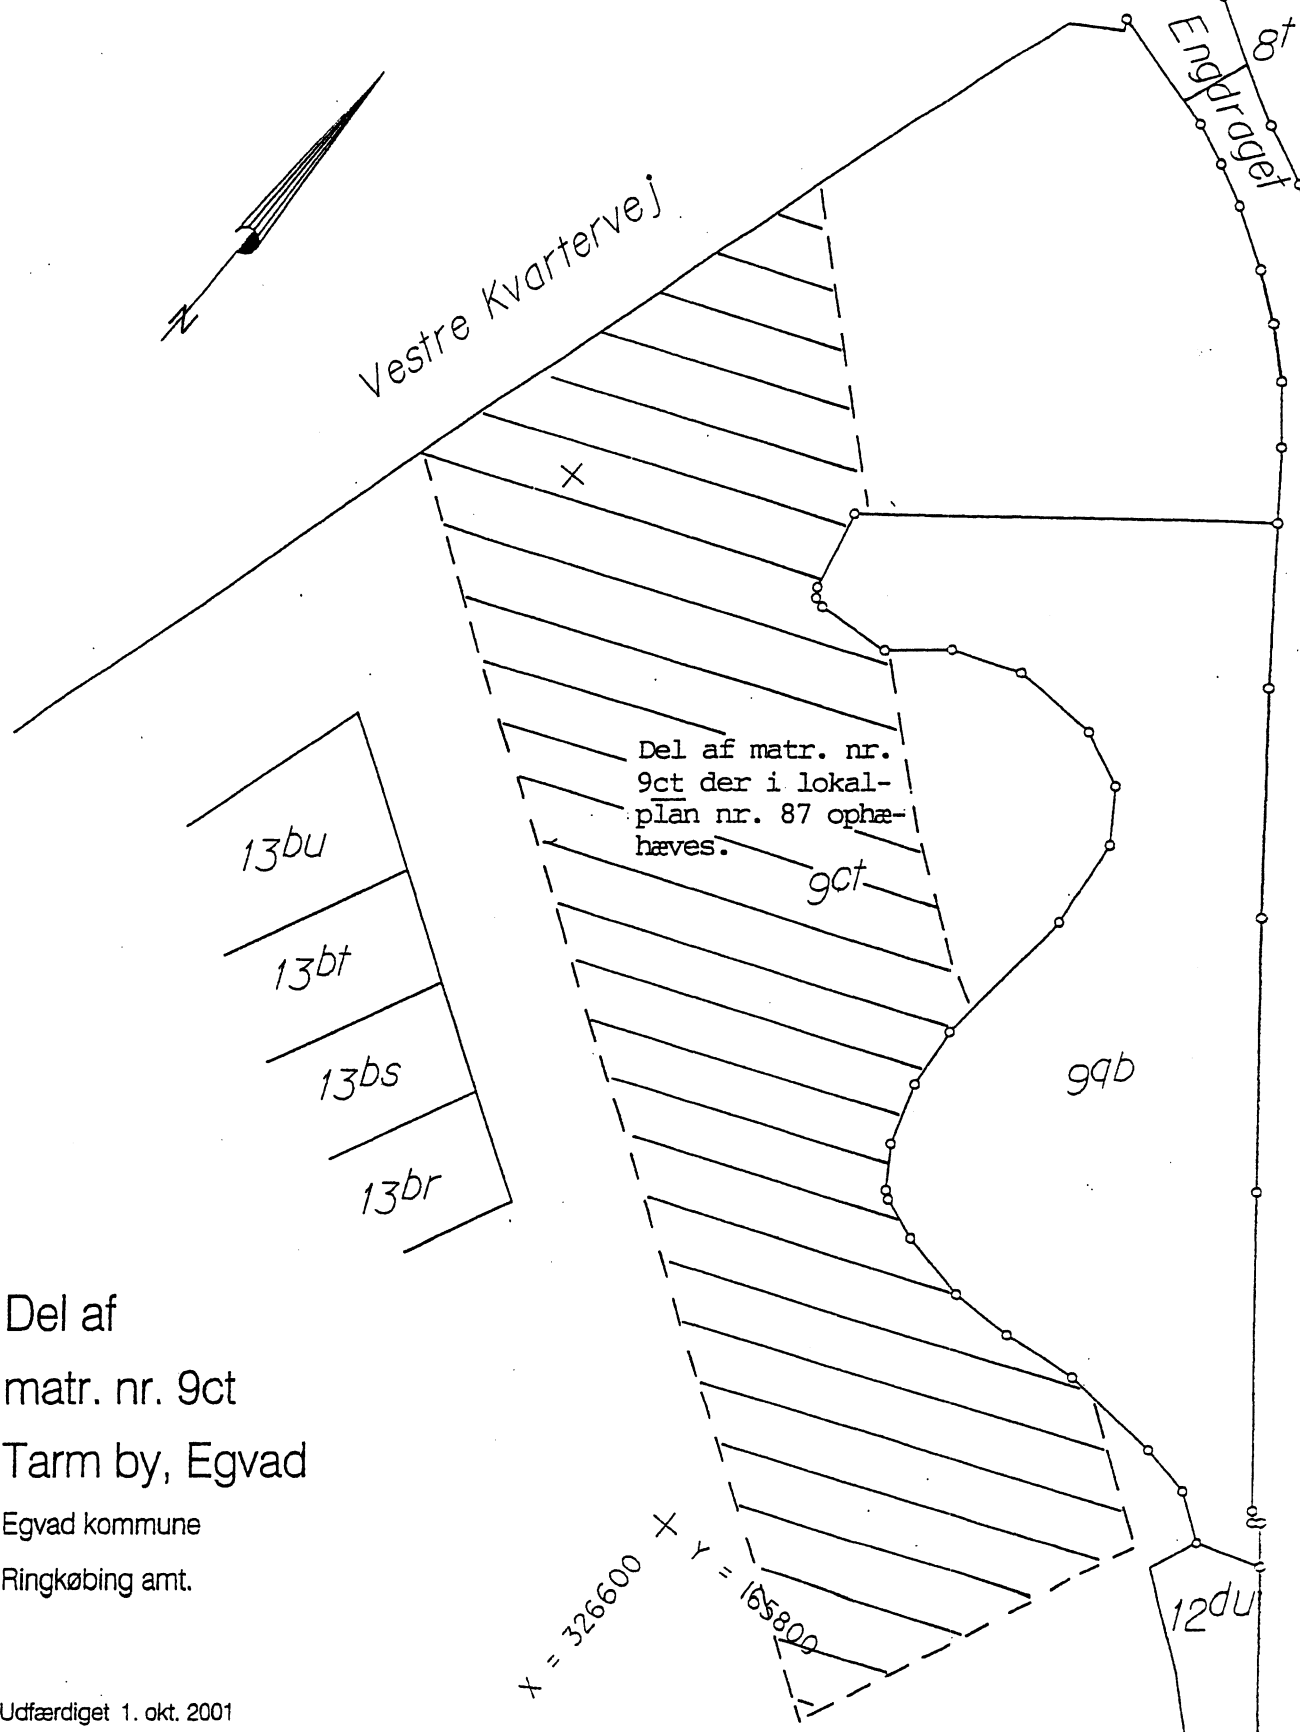 Engdraget
8t
N
Vestre Kvartervej
Del af matr. nr.
9ct der i lokal-
plan nr. 87 ophæ-
hæves.
9ct
13bu
13bt
13bs
13br
9qb
12du
X = 326600
Y = 165800
Del af
matr. nr. 9ct
Tarm by, Egvad
Egvad kommune
Ringkøbing amt.
Udfærdiget 1. okt. 2001